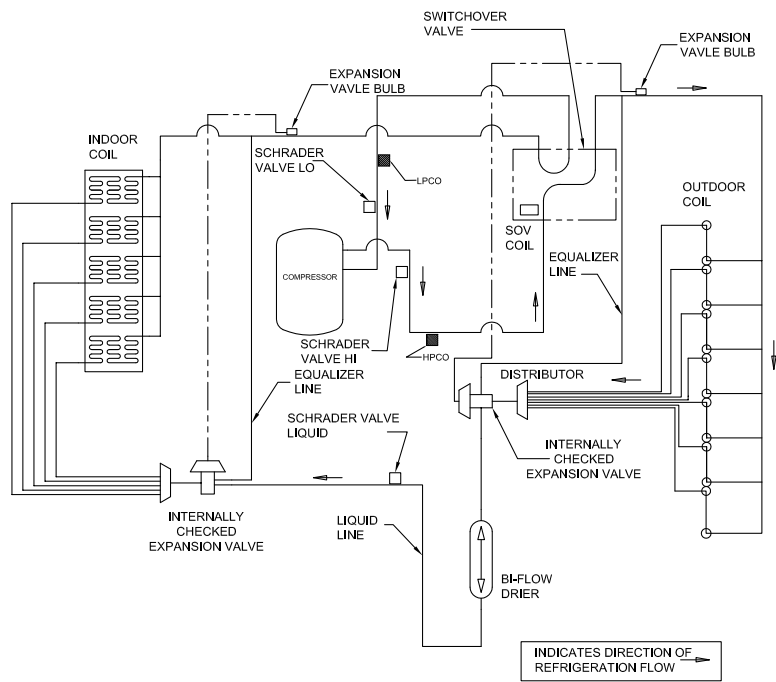 SWITCHOVER
VALVE
EXPANSION
VAVLE BULB
EXPANSION
VAVLE BULB
INDOOR
COIL
SCHRADER
VALVE LO
LPCO
OUTDOOR
COIL
SOV
COIL
EQUALIZER
LINE
COMPRESSOR
SCHRADER
VALVE HI
HPCO
EQUALIZER
LINE
DISTRIBUTOR
SCHRADER VALVE
LIQUID
INTERNALLY
CHECKED
EXPANSION VALVE
INTERNALLY
CHECKED
EXPANSION VALVE
LIQUID
LINE
BI-FLOW
DRIER
INDICATES DIRECTION OF
REFRIGERATION FLOW